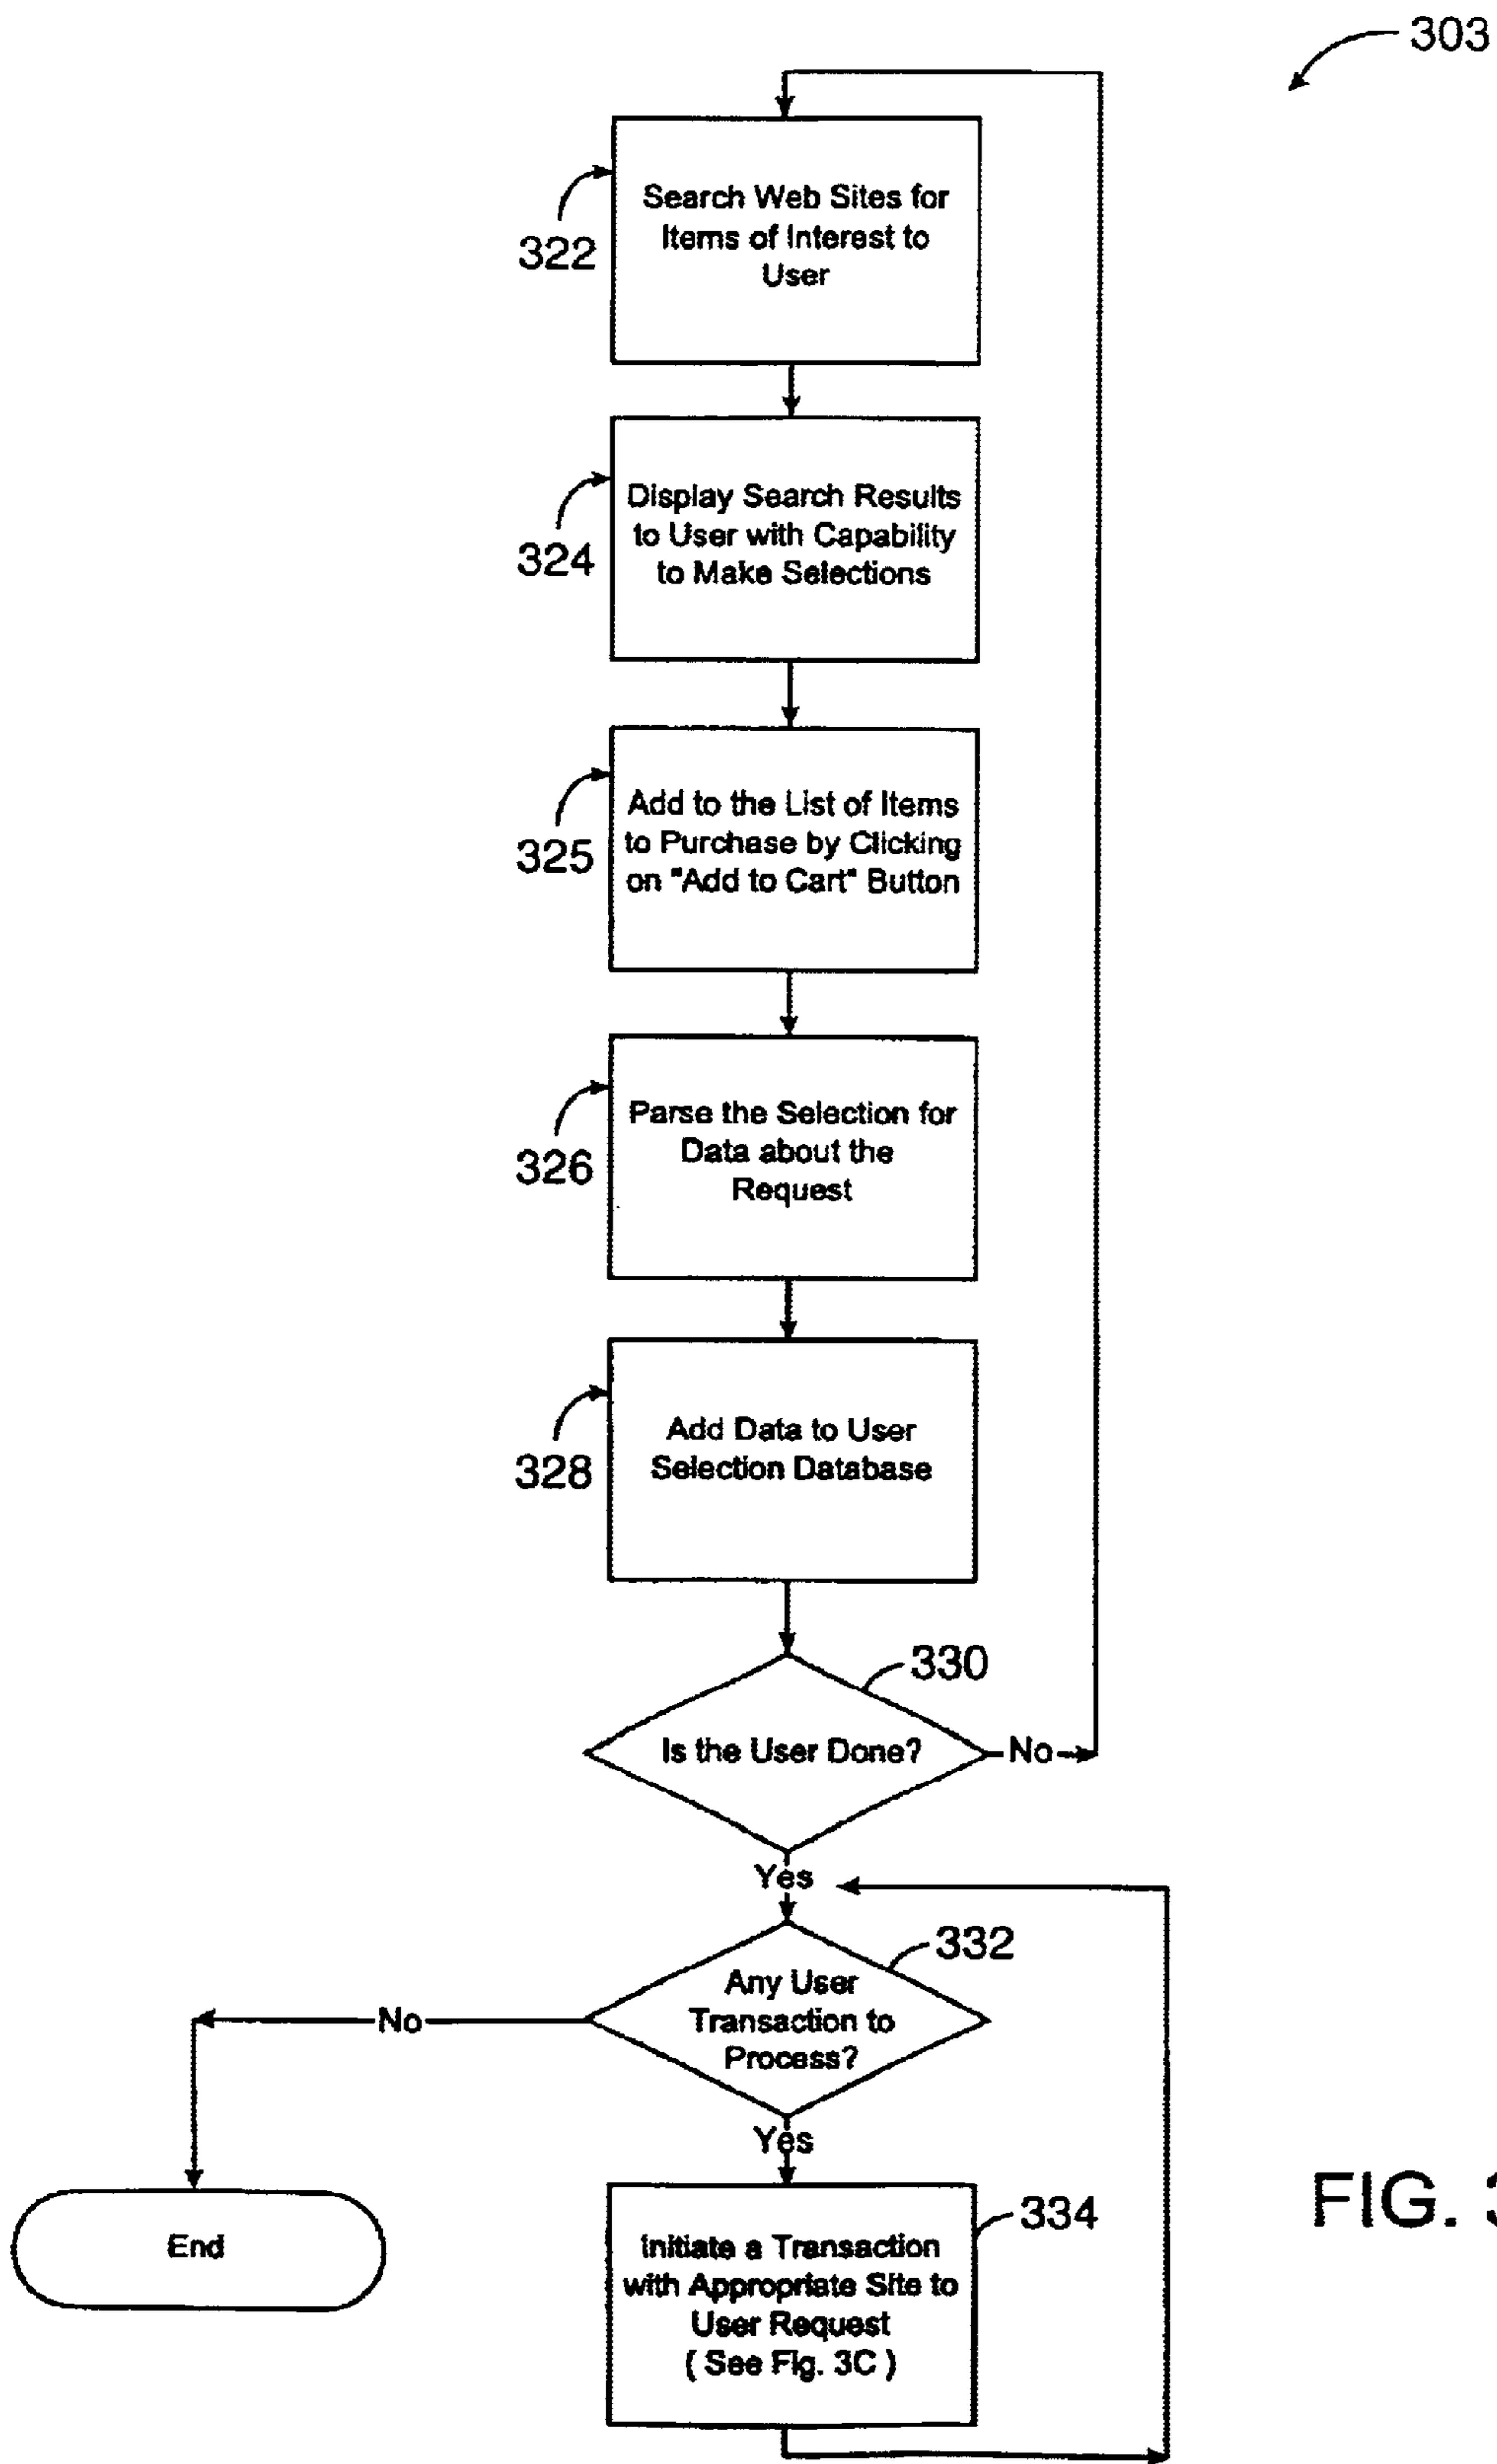 303
Search Web Sites for
Items of Interest to
User
322
Display Search Results
to User with Capability
to Make Selections
324
Add to the List of Items
to Purchase by Clicking
on "Add to Cart" Button
325
Parse the Selection for
Data about the
Request
326
Add Data to User
Selection Database
328
330
Is the User Done?
No
Yes
332
Any User
Transaction to
Process?
No
Yes
End
334
Initiate a Transaction
with Appropriate Site to
User Request
( See Fig. 3C )
FIG.